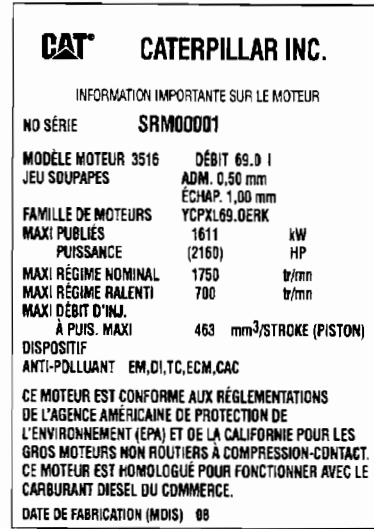 CAT® CATERPILLAR INC.
INFORMATION IMPORTANTE SUR LE MOTEUR
NO SÉRIE SRM00001
MODÈLE MOTEUR 3516 DÉBIT 69.0 l
JEU SOUPAPES ADM. 0,50 mm
ÉCHAP. 1,00 mm
FAMILLE DE MOTEURS YCPXL69.0ERK
MAXI PUBLIÉS 1611 kW
PUISSANCE (2160) HP
MAXI RÉGIME NOMINAL 1750 tr/mn
MAXI RÉGIME RALENTI 700 tr/mn
MAXI DÉBIT D'INJ.
À PUIS. MAXI 463 mm³/STROKE (PISTON)
DISPOSITIF
ANTI-POLLUANT EM,DI,TC,ECM,CAC
CE MOTEUR EST CONFORME AUX RÉGLEMENTATIONS
DE L'AGENCE AMÉRICAINE DE PROTECTION DE
L'ENVIRONNEMENT (EPA) ET DE LA CALIFORNIE POUR LES
GROS MOTEURS NON ROUTIERS À COMPRESSION-CONTACT.
CE MOTEUR EST HOMOLOGUÉ POUR FONCTIONNER AVEC LE
CARBURANT DIESEL DU COMMERCE.
DATE DE FABRICATION (MOIS) 08